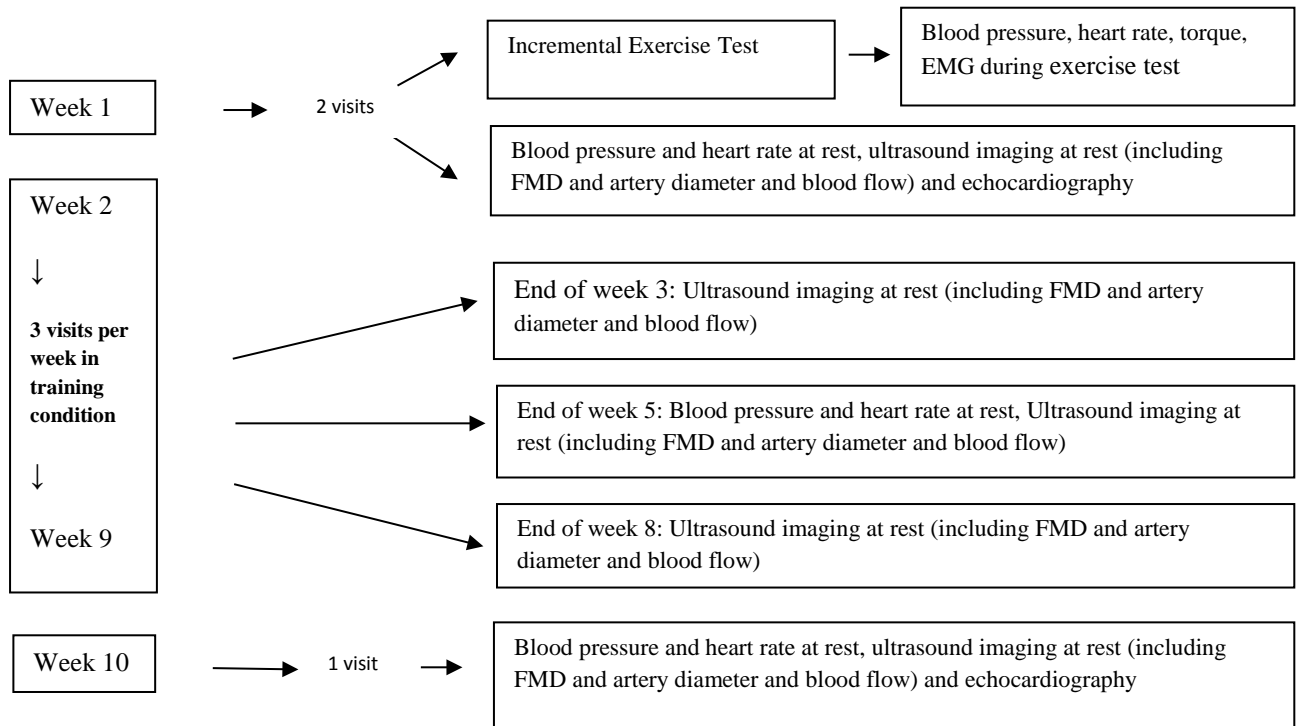 Week 1
2 visits
Incremental Exercise Test
Blood pressure, heart rate, torque,
EMG during exercise test
Blood pressure and heart rate at rest, ultrasound imaging at rest (including
FMD and artery diameter and blood flow) and echocardiography
Week 2
↓
3 visits per
week in
training
condition
↓
Week 9
End of week 3: Ultrasound imaging at rest (including FMD and artery
diameter and blood flow)
End of week 5: Blood pressure and heart rate at rest, Ultrasound imaging at
rest (including FMD and artery diameter and blood flow)
End of week 8: Ultrasound imaging at rest (including FMD and artery
diameter and blood flow)
Week 10
1 visit
Blood pressure and heart rate at rest, ultrasound imaging at rest (including
FMD and artery diameter and blood flow) and echocardiography